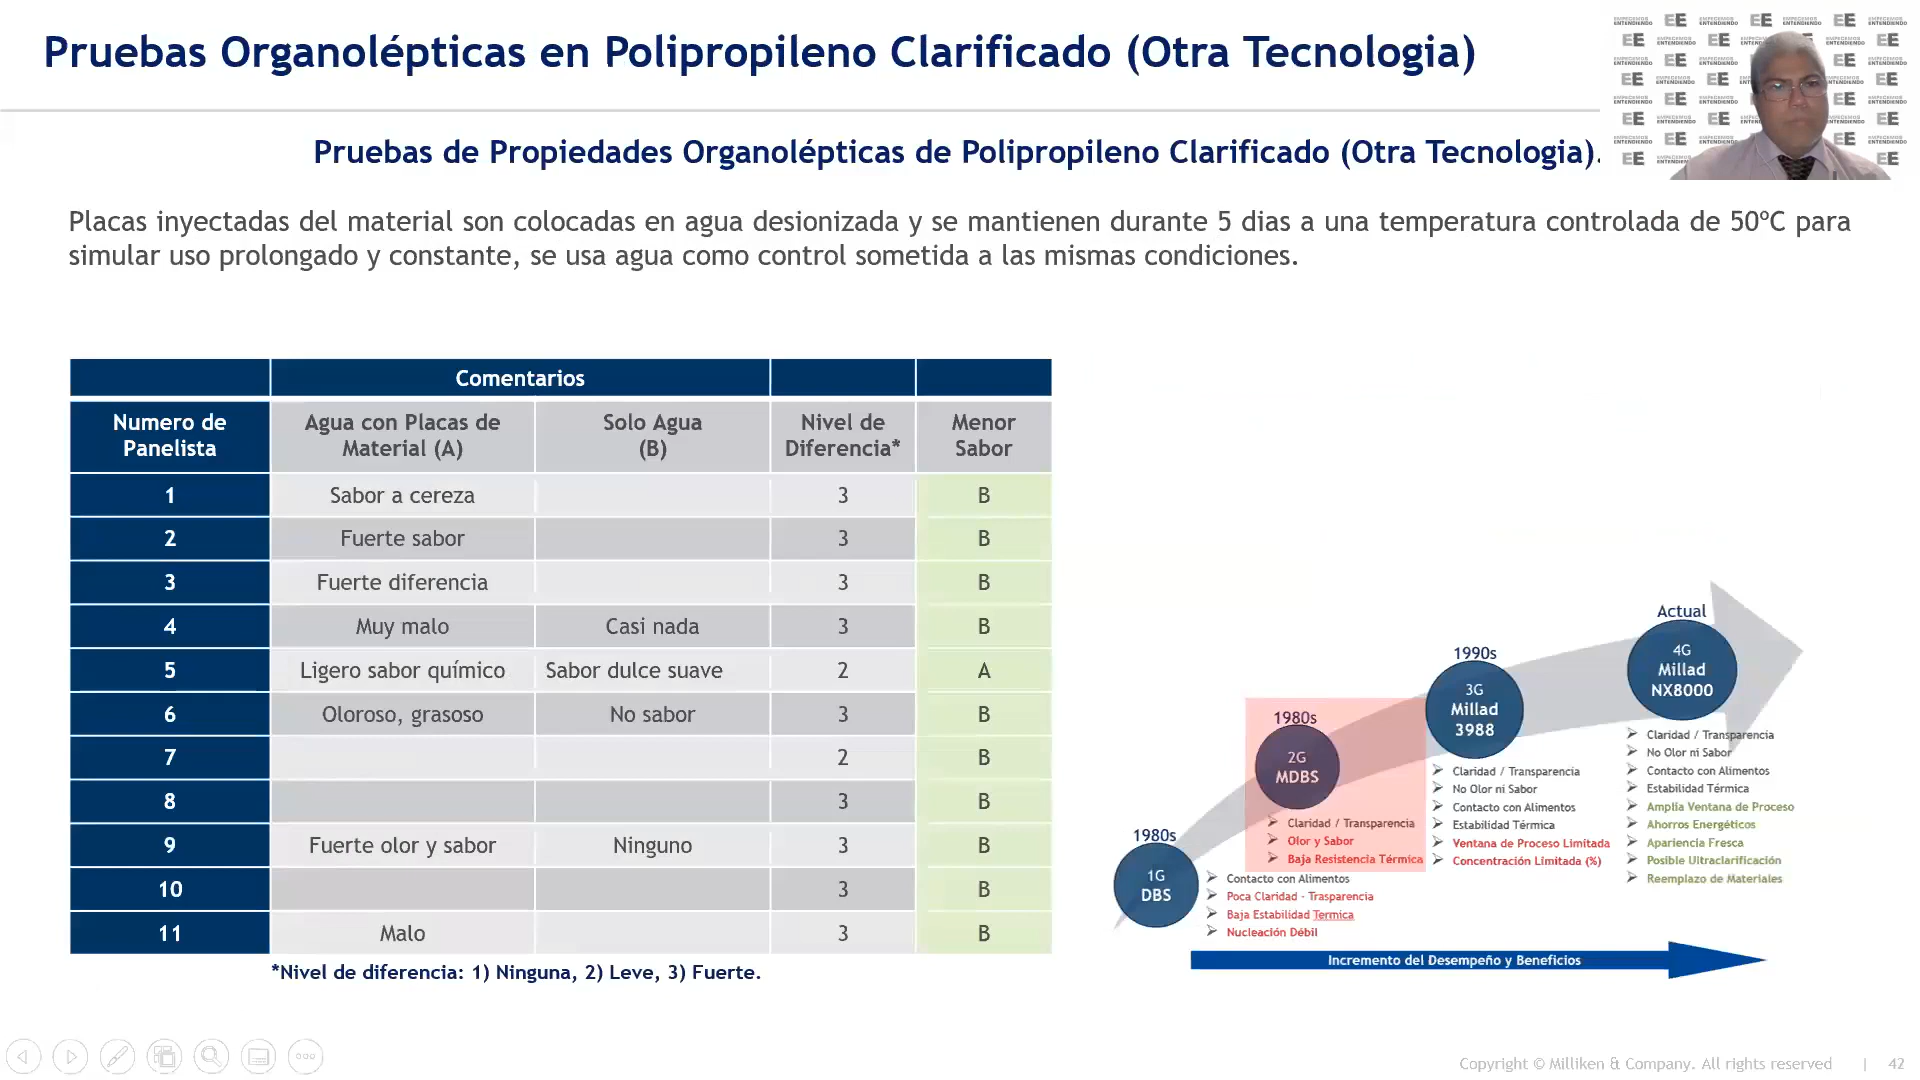 Pruebas Organolépticas en Polipropileno Clarificado (Otra Tecnologia)
Pruebas de Propiedades Organolépticas de Polipropileno Clarificado (Otra Tecnologia).
Placas inyectadas del material son colocadas en agua desionizada y se mantienen durante 5 dias a una temperatura controlada de 50ºC para
simular uso prolongado y constante, se usa agua como control sometida a las mismas condiciones.
Comentarios
Numero de Panelista | Agua con Placas de Material (A) | Solo Agua (B) | Nivel de Diferencia* | Menor Sabor
1 | Sabor a cereza | | 3 | B
2 | Fuerte sabor | | 3 | B
3 | Fuerte diferencia | | 3 | B
4 | Muy malo | Casi nada | 3 | B
5 | Ligero sabor químico | Sabor dulce suave | 2 | A
6 | Oloroso, grasoso | No sabor | 3 | B
7 | | | 2 | B
8 | | | 3 | B
9 | Fuerte olor y sabor | Ninguno | 3 | B
10 | | | 3 | B
11 | Malo | | 3 | B
*Nivel de diferencia: 1) Ninguna, 2) Leve, 3) Fuerte.
1980s
1G
DBS
Contacto con Alimentos
Poca Claridad - Trasparencia
Baja Estabilidad Termica
Nucleación Débil
1980s
2G
MDBS
Claridad / Transparencia
Olor y Sabor
Baja Resistencia Térmica
1990s
3G
Millad
3988
Claridad / Transparencia
No Olor ni Sabor
Contacto con Alimentos
Estabilidad Térmica
Ventana de Proceso Limitada
Concentración Limitada (%)
Actual
4G
Millad
NX8000
Claridad / Transparencia
No Olor ni Sabor
Contacto con Alimentos
Estabilidad Térmica
Amplia Ventana de Proceso
Ahorros Energéticos
Apariencia Fresca
Posible Ultraclarificación
Reemplazo de Materiales
Incremento del Desempeño y Beneficios
Copyright © Milliken & Company. All rights reserved | 42
EMPECEMOS ENTENDIENDO
EE